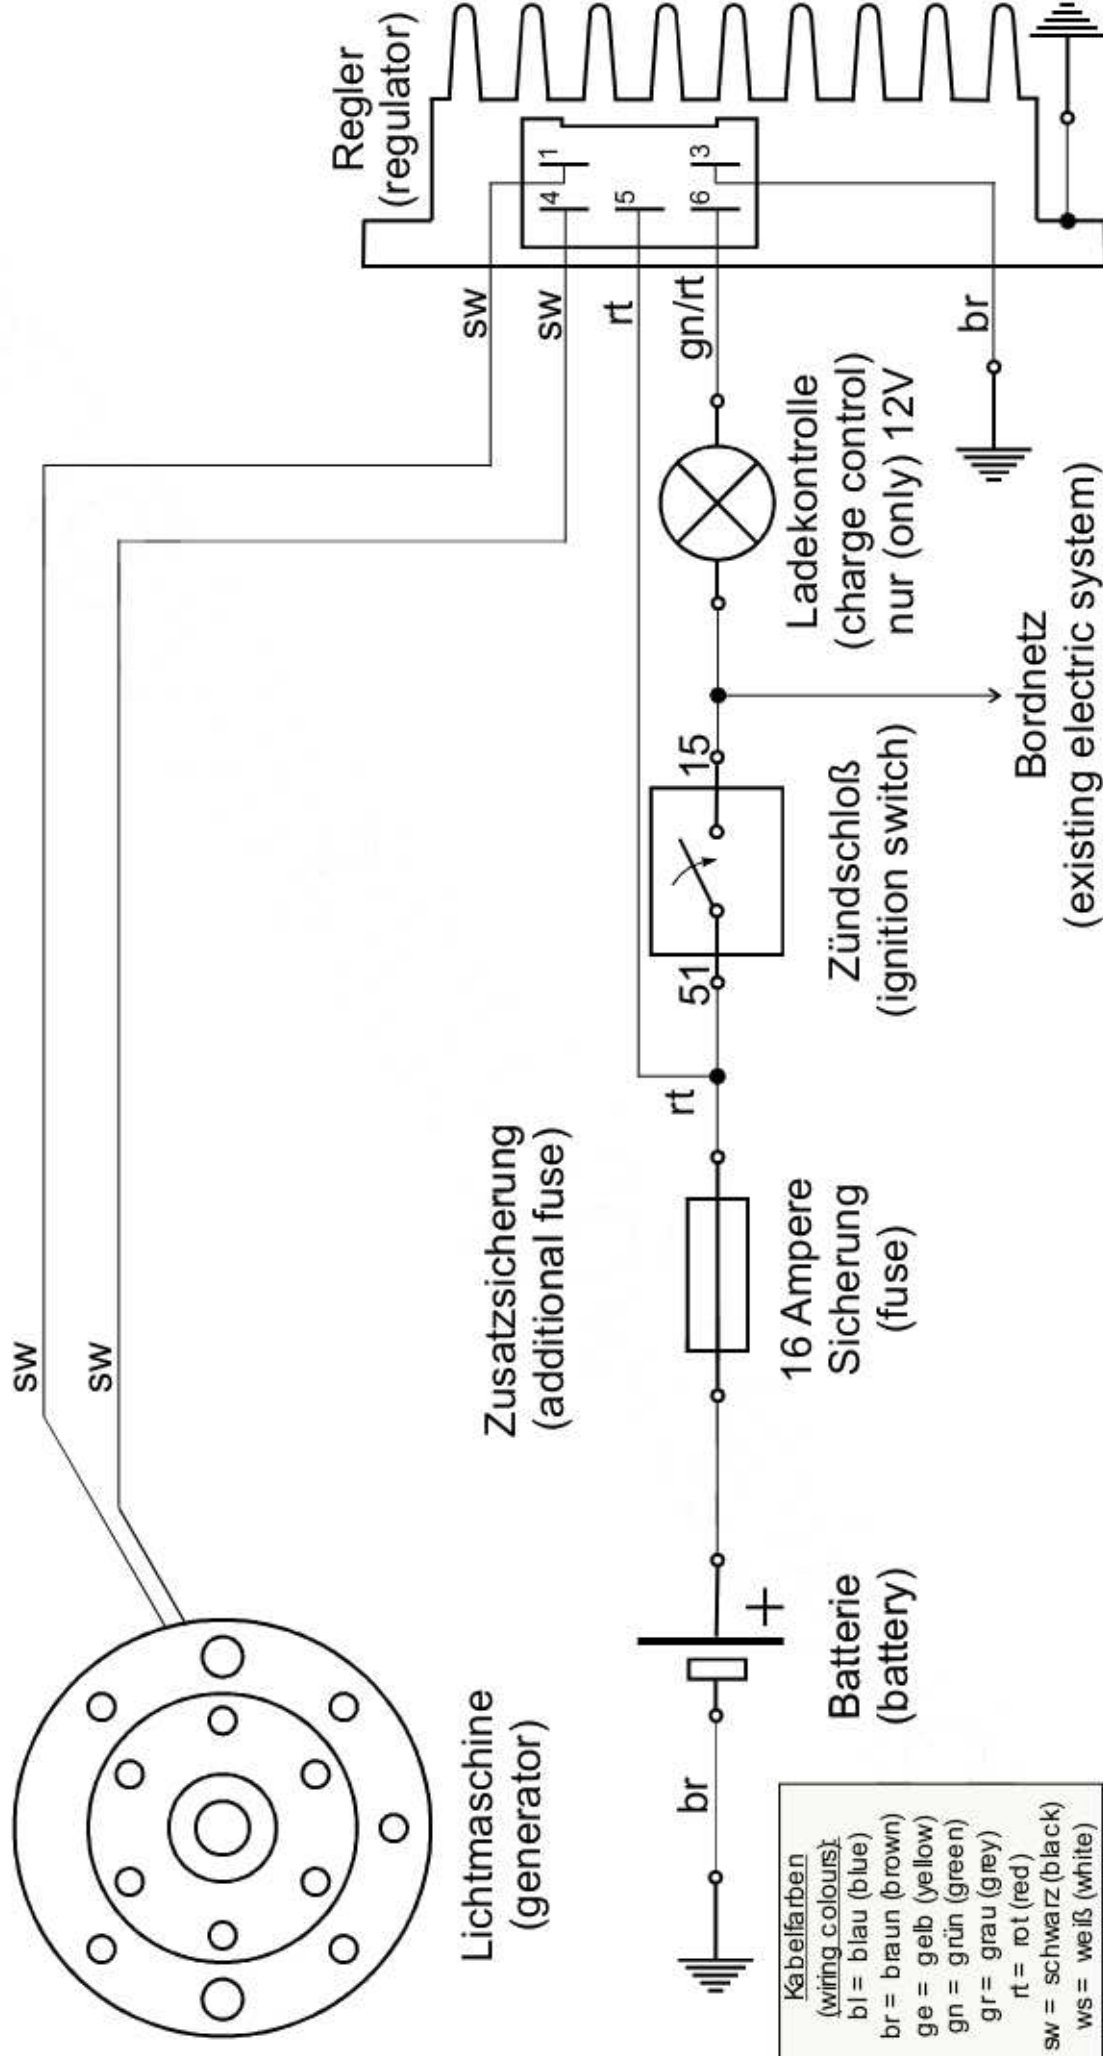 Regler
(regulator)
1
4
5
3
6
sw
sw
rt
gn/rt
br
Ladekontrolle
(charge control)
nur (only) 12V
Bordnetz
(existing electric system)
15
51
Zündschloß
(ignition switch)
rt
Zusatzsicherung
(additional fuse)
16 Ampere
Sicherung
(fuse)
sw
sw
+
Batterie
(battery)
br
Lichtmaschine
(generator)
Kabelfarben
(wiring colours):
bl = blau (blue)
br = braun (brown)
ge = gelb (yellow)
gn = grün (green)
gr = grau (grey)
rt = rot (red)
sw = schwarz (black)
ws = weiß (white)